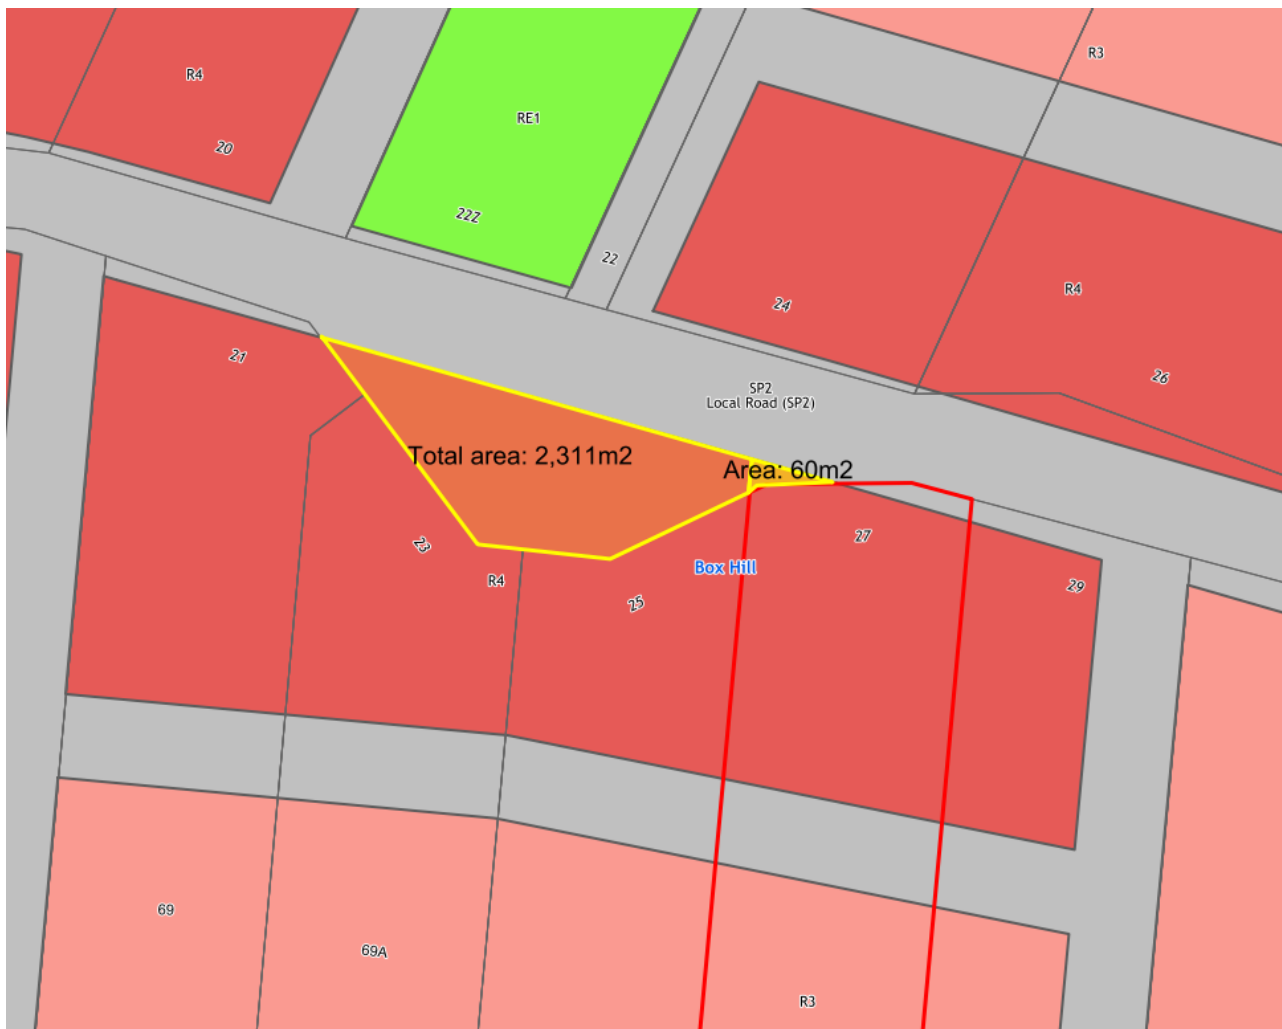 R3
R4
RE1
20
22Z
22
24
R4
21
26
SP2
Local Road (SP2)
Total area: 2,311m2
Area: 60m2
27
23
Box Hill
R4
29
25
69
69A
R3